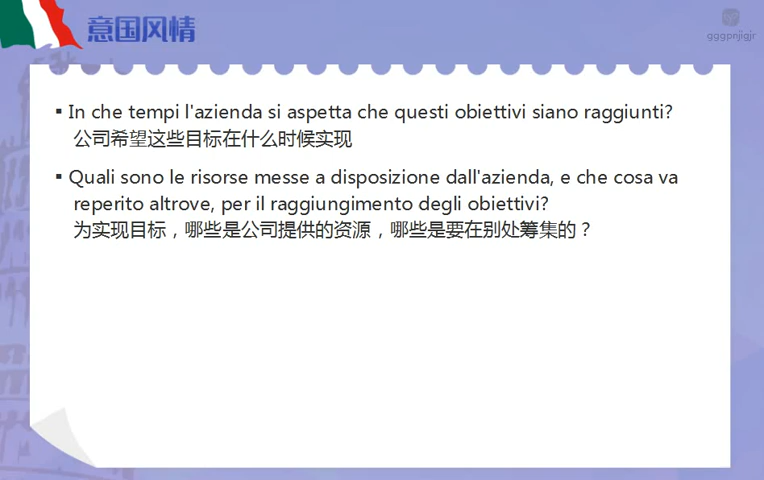 意国风情
gggpnjigjr
▪ In che tempi l'azienda si aspetta che questi obiettivi siano raggiunti?
公司希望这些目标在什么时候实现
▪ Quali sono le risorse messe a disposizione dall'azienda, e che cosa va
reperito altrove, per il raggiungimento degli obiettivi?
为实现目标，哪些是公司提供的资源，哪些是要在别处筹集的？